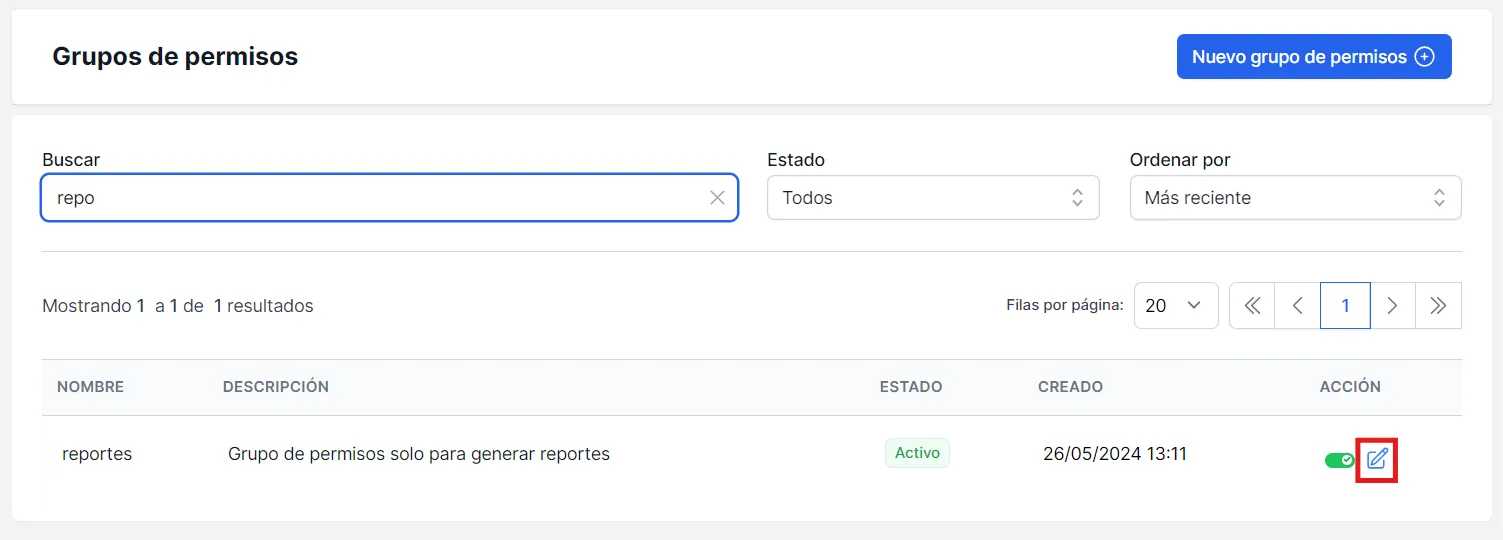 Grupos de permisos
Nuevo grupo de permisos
Buscar
Estado
Ordenar por
repo
Todos
Más reciente
Mostrando 1 a 1 de 1 resultados
Filas por página: 20 1
NOMBRE DESCRIPCIÓN ESTADO CREADO ACCIÓN
reportes Grupo de permisos solo para generar reportes Activo 26/05/2024 13:11